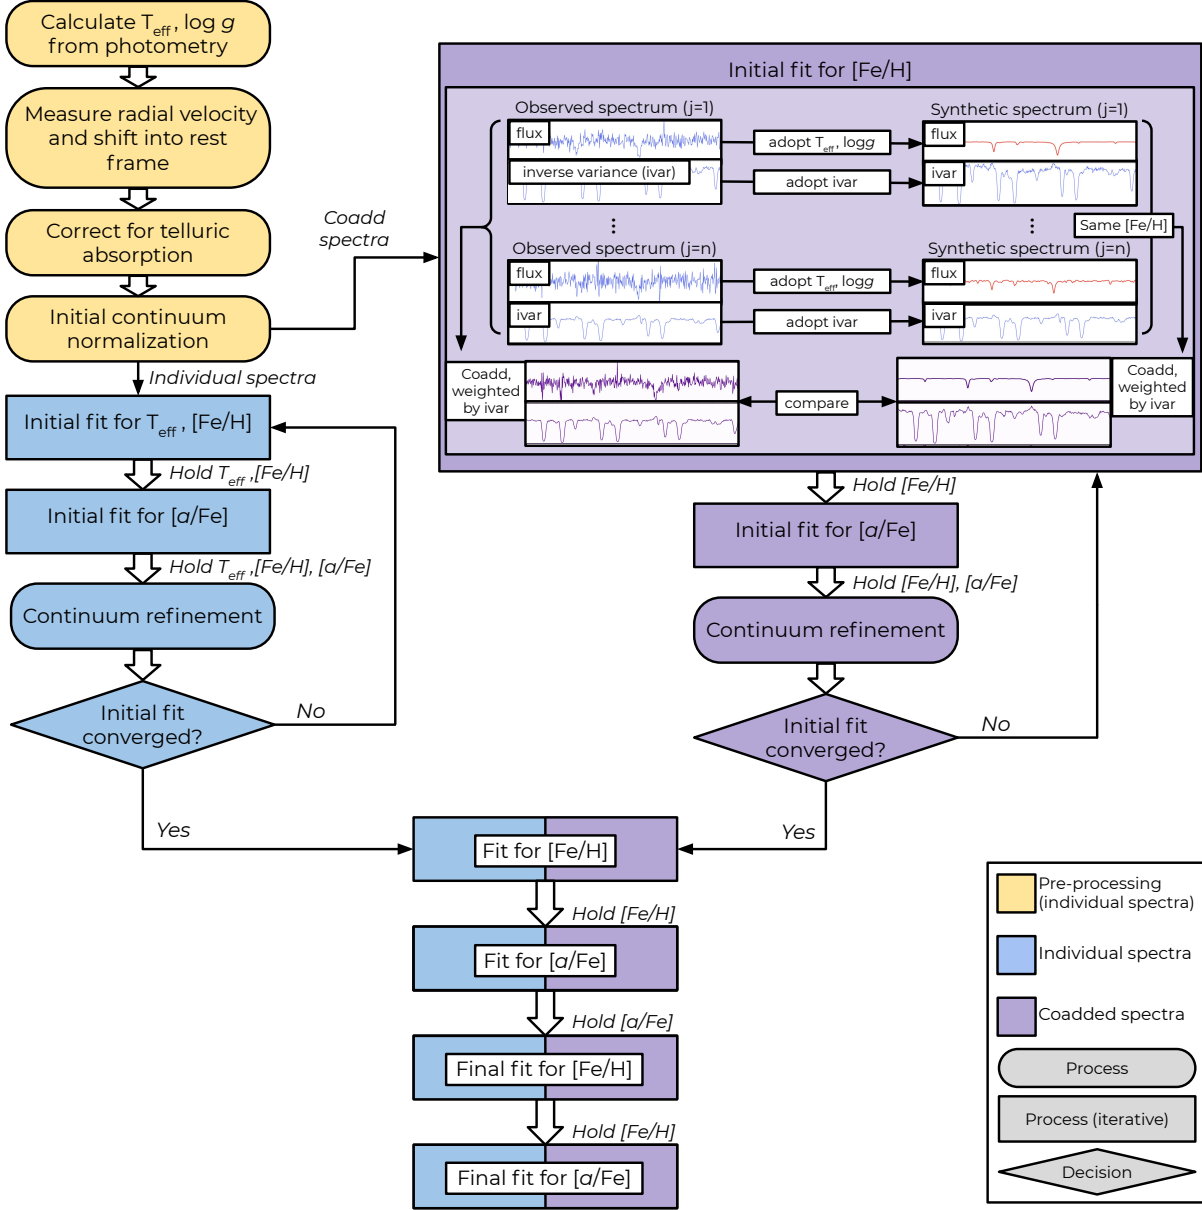 Calculate Teff, log g
from photometry
Measure radial velocity
and shift into rest
frame
Correct for telluric
absorption
Initial continuum
normalization
Coadd
spectra
Individual spectra
Initial fit for Teff , [Fe/H]
Hold Teff ,[Fe/H]
Initial fit for [α/Fe]
Hold Teff ,[Fe/H], [α/Fe]
Continuum refinement
Initial fit
converged?
No
Yes
Initial fit for [Fe/H]
Observed spectrum (j=1)
flux
inverse variance (ivar)
adopt Teff, logg
adopt ivar
Synthetic spectrum (j=1)
flux
ivar
⋮
⋮
Same [Fe/H]
Observed spectrum (j=n)
flux
ivar
adopt Teff, logg
adopt ivar
Synthetic spectrum (j=n)
flux
ivar
Coadd,
weighted
by ivar
compare
Coadd,
weighted
by ivar
Hold [Fe/H]
Initial fit for [α/Fe]
Hold [Fe/H], [α/Fe]
Continuum refinement
Initial fit
converged?
No
Yes
Fit for [Fe/H]
Hold [Fe/H]
Fit for [α/Fe]
Hold [α/Fe]
Final fit for [Fe/H]
Hold [Fe/H]
Final fit for [α/Fe]
Pre-processing
(individual spectra)
Individual spectra
Coadded spectra
Process
Process (iterative)
Decision